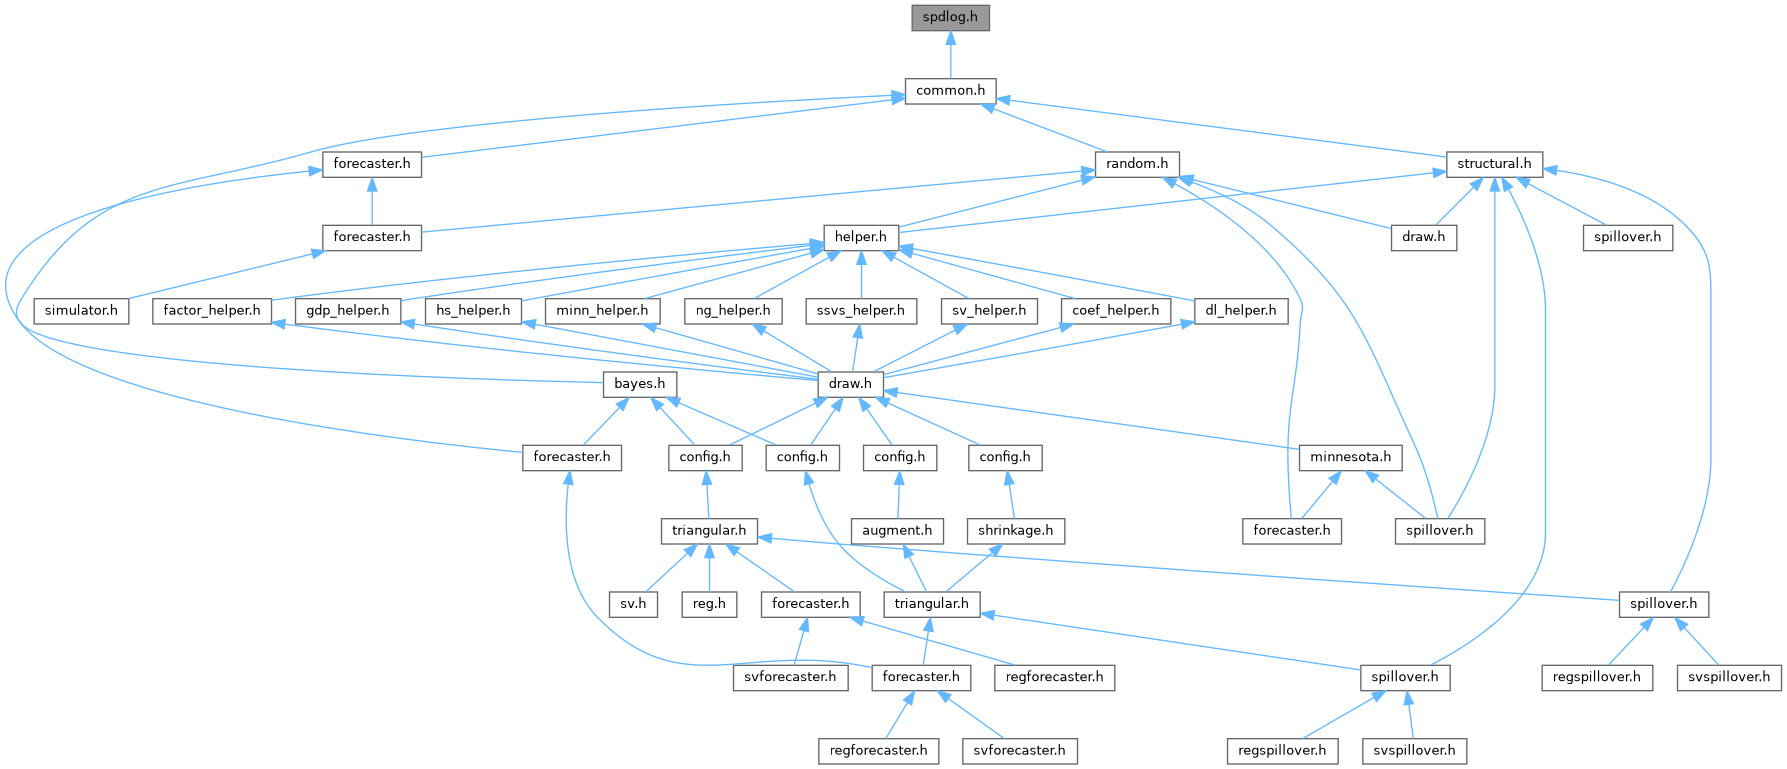 spdlog.h
common.h
forecaster.h
random.h
structural.h
forecaster.h
helper.h
draw.h
spillover.h
simulator.h
factor_helper.h
gdp_helper.h
hs_helper.h
minn_helper.h
ng_helper.h
ssvs_helper.h
sv_helper.h
coef_helper.h
dl_helper.h
bayes.h
draw.h
forecaster.h
config.h
config.h
config.h
config.h
minnesota.h
triangular.h
augment.h
shrinkage.h
forecaster.h
spillover.h
sv.h
reg.h
forecaster.h
triangular.h
spillover.h
svforecaster.h
forecaster.h
regforecaster.h
spillover.h
regspillover.h
svspillover.h
regforecaster.h
svforecaster.h
regspillover.h
svspillover.h